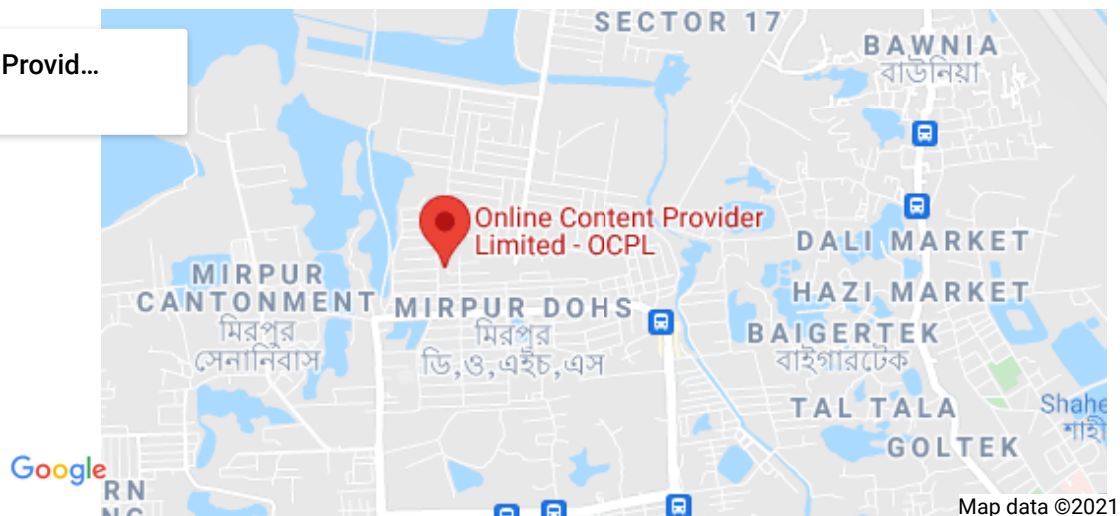 SECTOR 17
Provid...
BAWNIA
বাউনিয়া
Online Content Provider
Limited - OCPL
DALI MARKET
MIRPUR
CANTONMENT
মিরপুর
সেনানিবাস
HAZI MARKET
MIRPUR DOHS
মিরপুর
ডি,ও,এইচ,এস
BAIGERTEK
বাইগারটেক
TAL TALA
Shahe
শাহী
GOLTEK
Google
RN
Map data ©2021